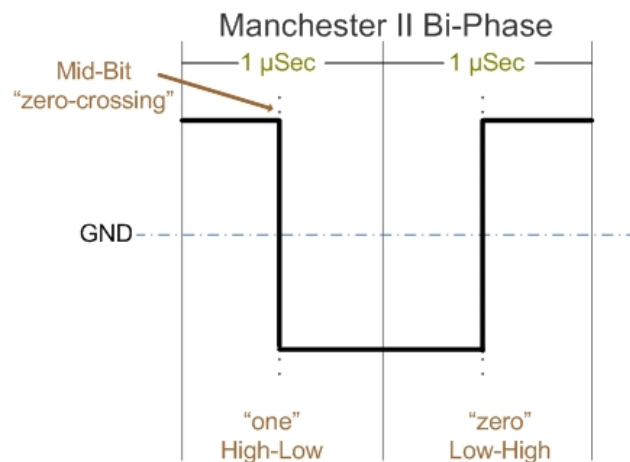 Manchester II Bi-Phase
1 µSec
1 µSec
Mid-Bit
“zero-crossing”
GND
“one”
High-Low
“zero”
Low-High